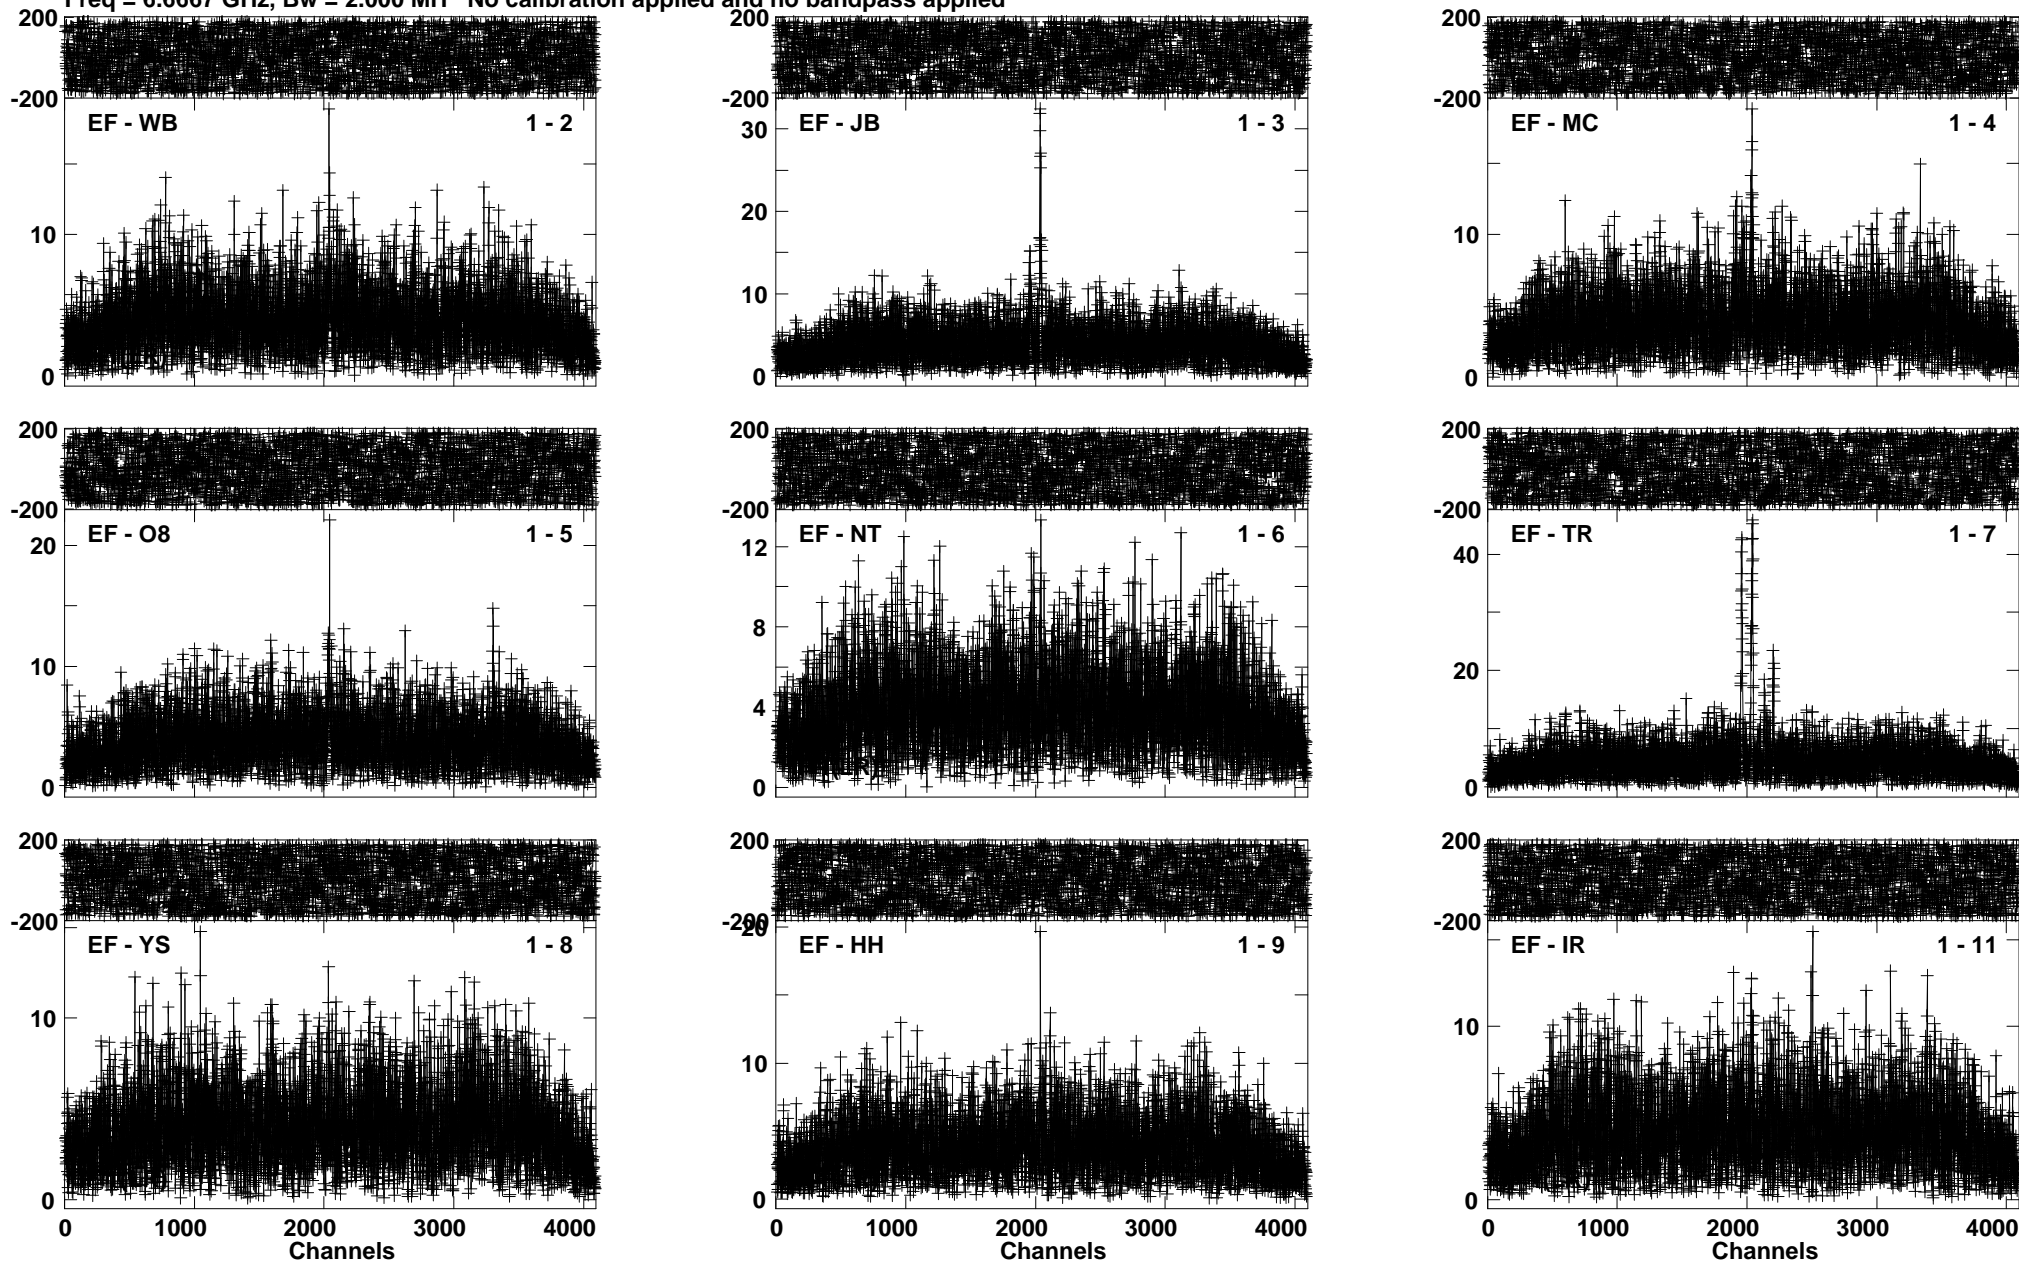 Freq = 6.6667 GHz, Bw = 2.000 MH No calibration applied and no bandpass applied
200 200 200
-200 -200 -200
EF - WB 1 - 2 EF - JB 1 - 3 EF - MC 1 - 4
30
10 20 10
10
0 0 0
200 200 200
-200 -200 -200
EF - O8 1 - 5 EF - NT 1 - 6 EF - TR 1 - 7
20 12 40
8
10 20
4
0 0 0
200 200 200
-200 -200 -200
20
EF - YS 1 - 8 EF - HH 1 - 9 EF - IR 1 - 11
10 10 10
0 0 0
0 1000 2000 3000 4000 0 1000 2000 3000 4000 0 1000 2000 3000 4000
Channels Channels Channels